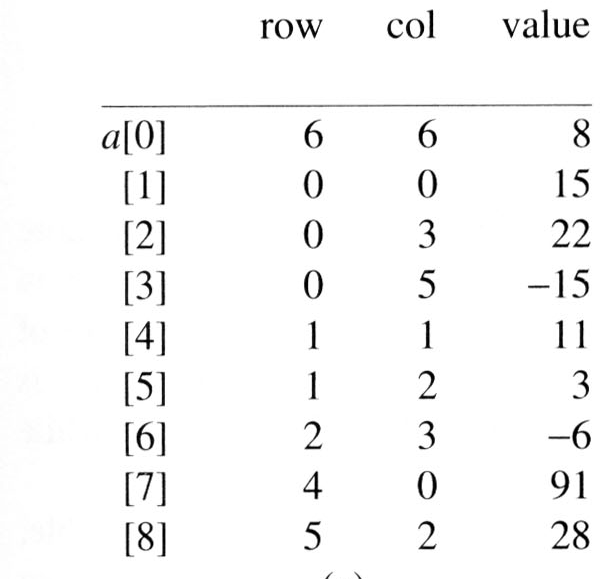 row col value
a[0] 6 6 8
[1] 0 0 15
[2] 0 3 22
[3] 0 5 –15
[4] 1 1 11
[5] 1 2 3
[6] 2 3 –6
[7] 4 0 91
[8] 5 2 28